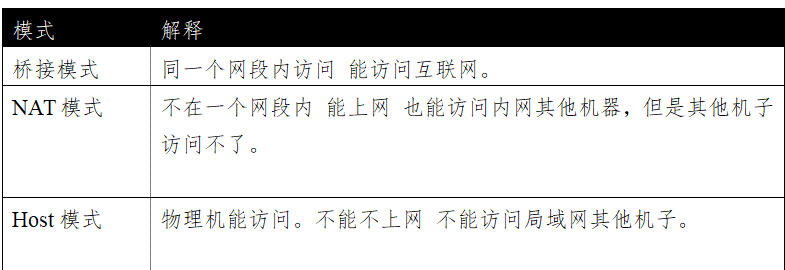 模式 解释
桥接模式 同一个网段内访问 能访问互联网。
NAT 模式 不在一个网段内 能上网 也能访问内网其他机器，但是其他机子
访问不了。
Host 模式 物理机能访问。不能不上网 不能访问局域网其他机子。